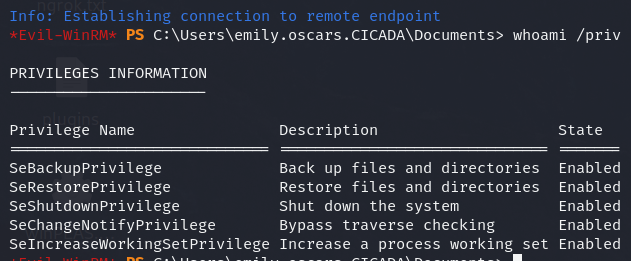 ngrok.txt
Info: Establishing connection to remote endpoint
*Evil-WinRM* PS C:\Users\emily.oscars.CICADA\Documents> whoami /priv
PRIVILEGES INFORMATION
----------------------
plugins
Privilege Name Description State
============================= ============================== =======
SeBackupPrivilege Back up files and directories Enabled
SeRestorePrivilege Restore files and directories Enabled
SeShutdownPrivilege Shut down the system Enabled
SeChangeNotifyPrivilege Bypass traverse checking Enabled
SeIncreaseWorkingSetPrivilege Increase a process working set Enabled
*Evil-WinRM* PS C:\Users\emily.oscars.CICADA\Documents>